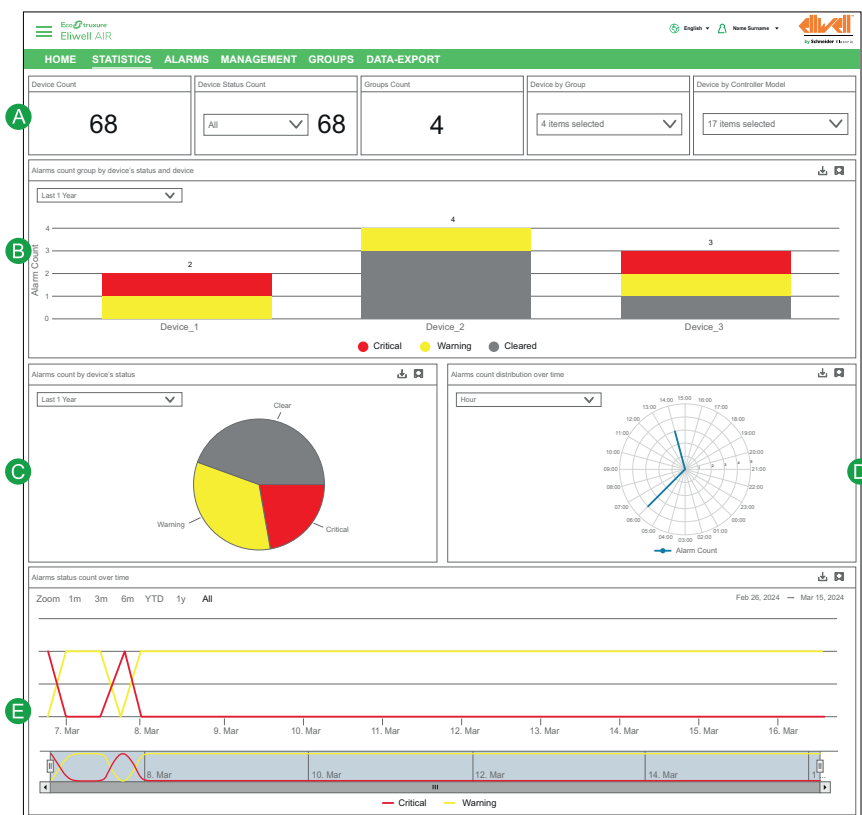 EcoStruxure
Eliwell AIR
English
Name Surname
eliwell
by Schneider Electric
HOME STATISTICS ALARMS MANAGEMENT GROUPS DATA-EXPORT
A
Device Count
68
Device Status Count
All
68
Groups Count
4
Device by Group
4 items selected
Device by Controller Model
17 items selected
B
Alarms count group by device's status and device
Last 1 Year
Alarm Count
4
3
2
1
0
2
4
3
Device_1 Device_2 Device_3
Critical Warning Cleared
C
Alarms count by device's status
Last 1 Year
Clear
Warning
Critical
D
Alarms count distribution over time
Hour
15:00
16:00
17:00
18:00
19:00
20:00
21:00
22:00
23:00
00:00
01:00
02:00
03:00
04:00
05:00
06:00
07:00
08:00
09:00
10:00
11:00
12:00
13:00
14:00
Alarm Count
E
Alarms status count over time
Zoom 1m 3m 6m YTD 1y All
Feb 26, 2024 — Mar 15, 2024
7. Mar 8. Mar 9. Mar 10. Mar 11. Mar 12. Mar 13. Mar 14. Mar 15. Mar 16. Mar
8. Mar 10. Mar 12. Mar 14. Mar
Critical Warning